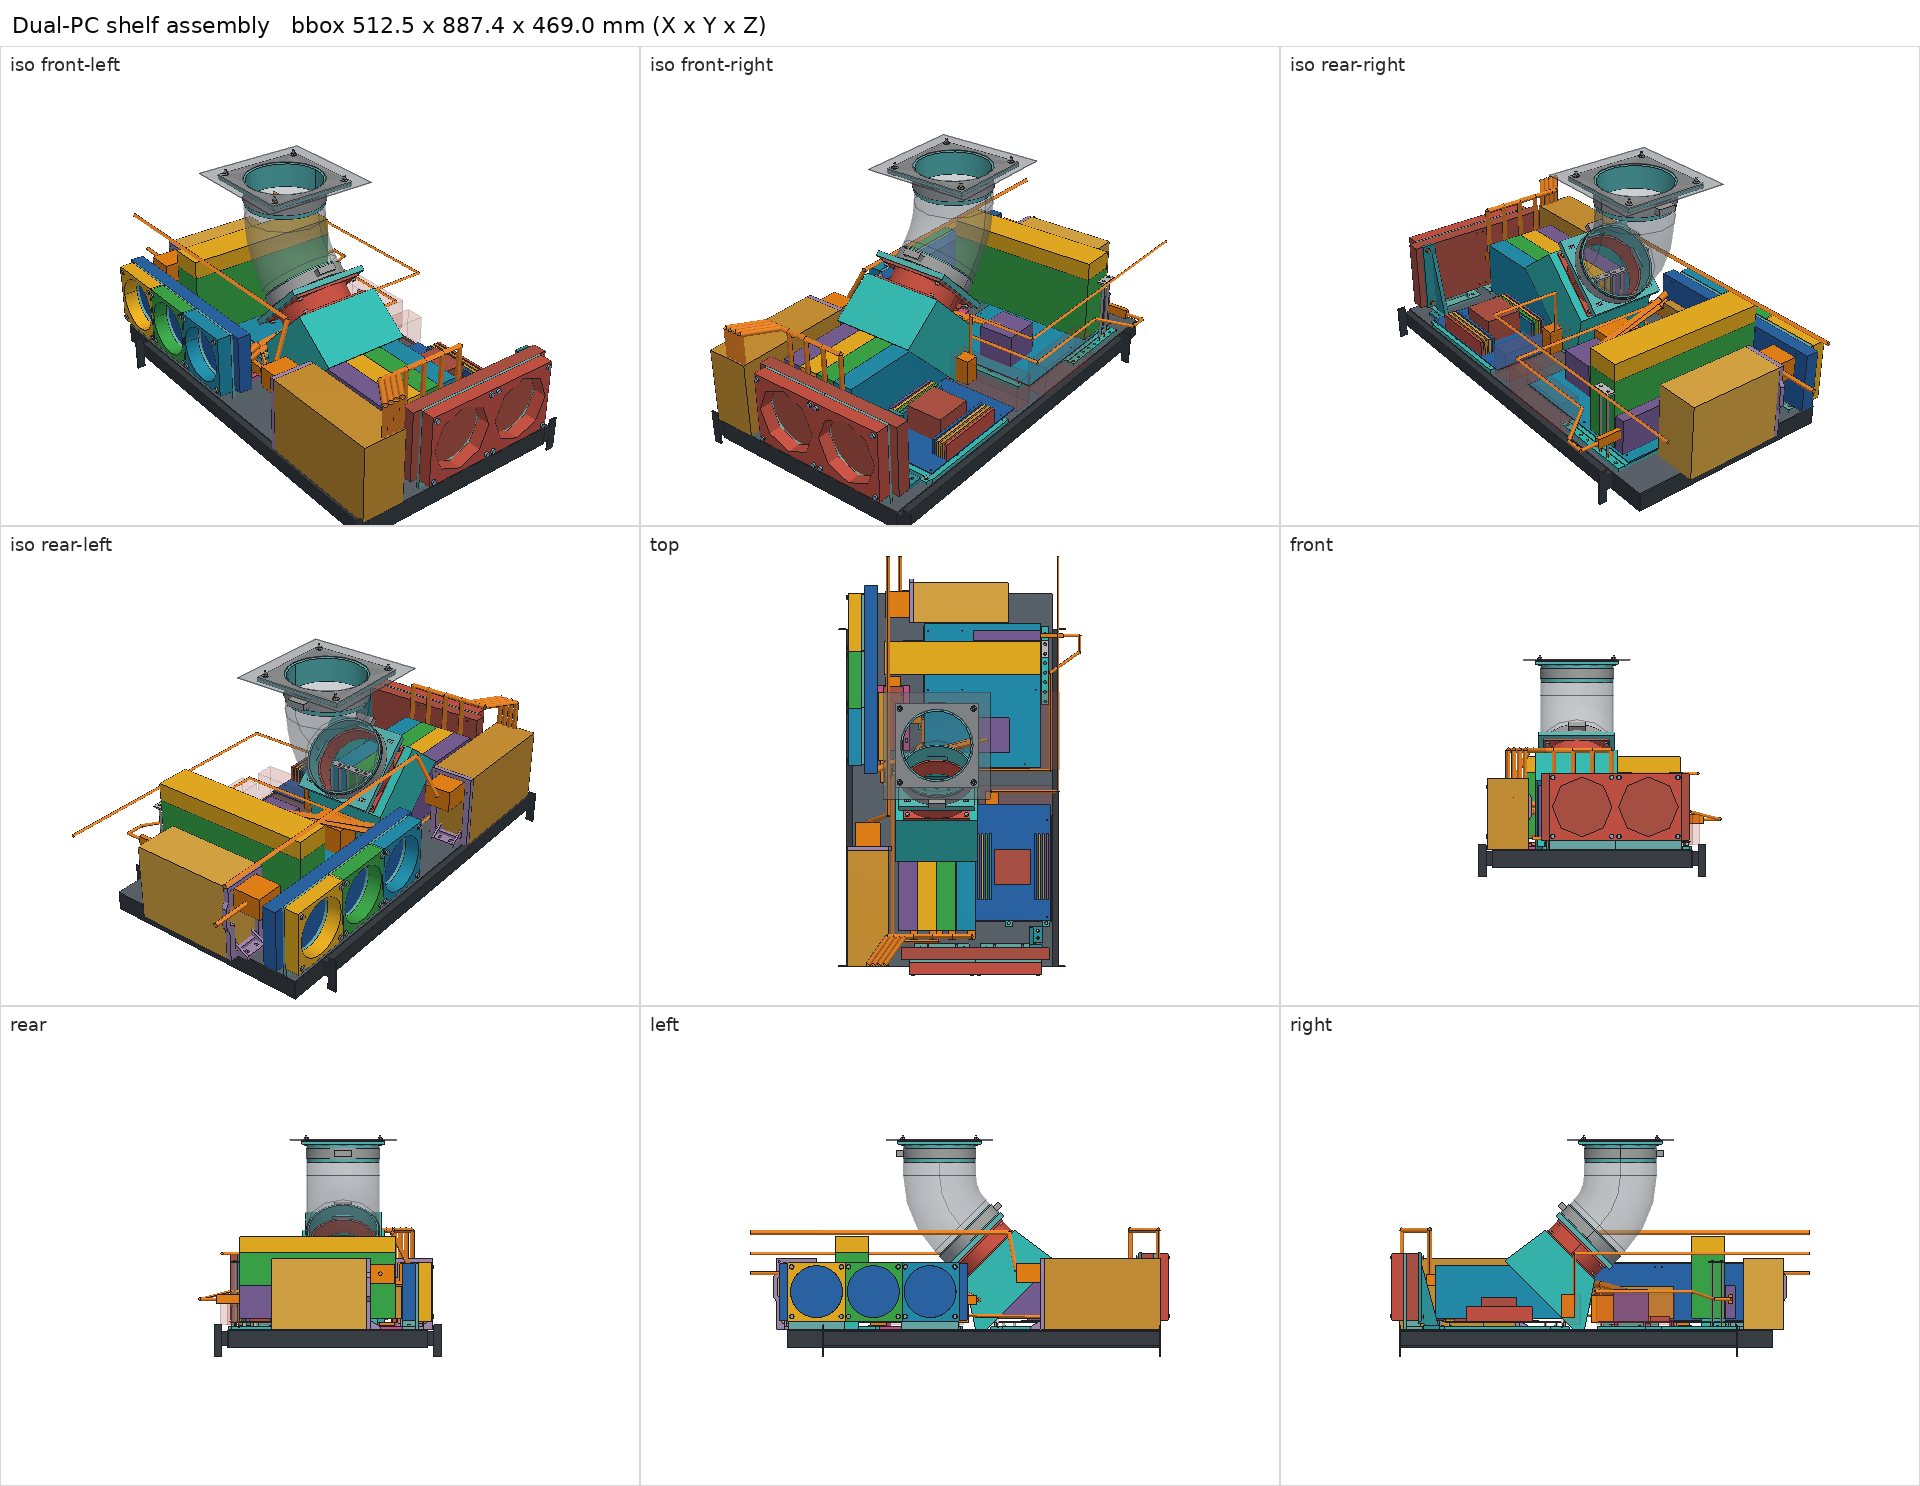 Dual-PC shelf assembly   bbox 512.5 x 887.4 x 469.0 mm (X x Y x Z)
iso front-left
iso front-right
iso rear-right
iso rear-left
top
front
rear
left
right